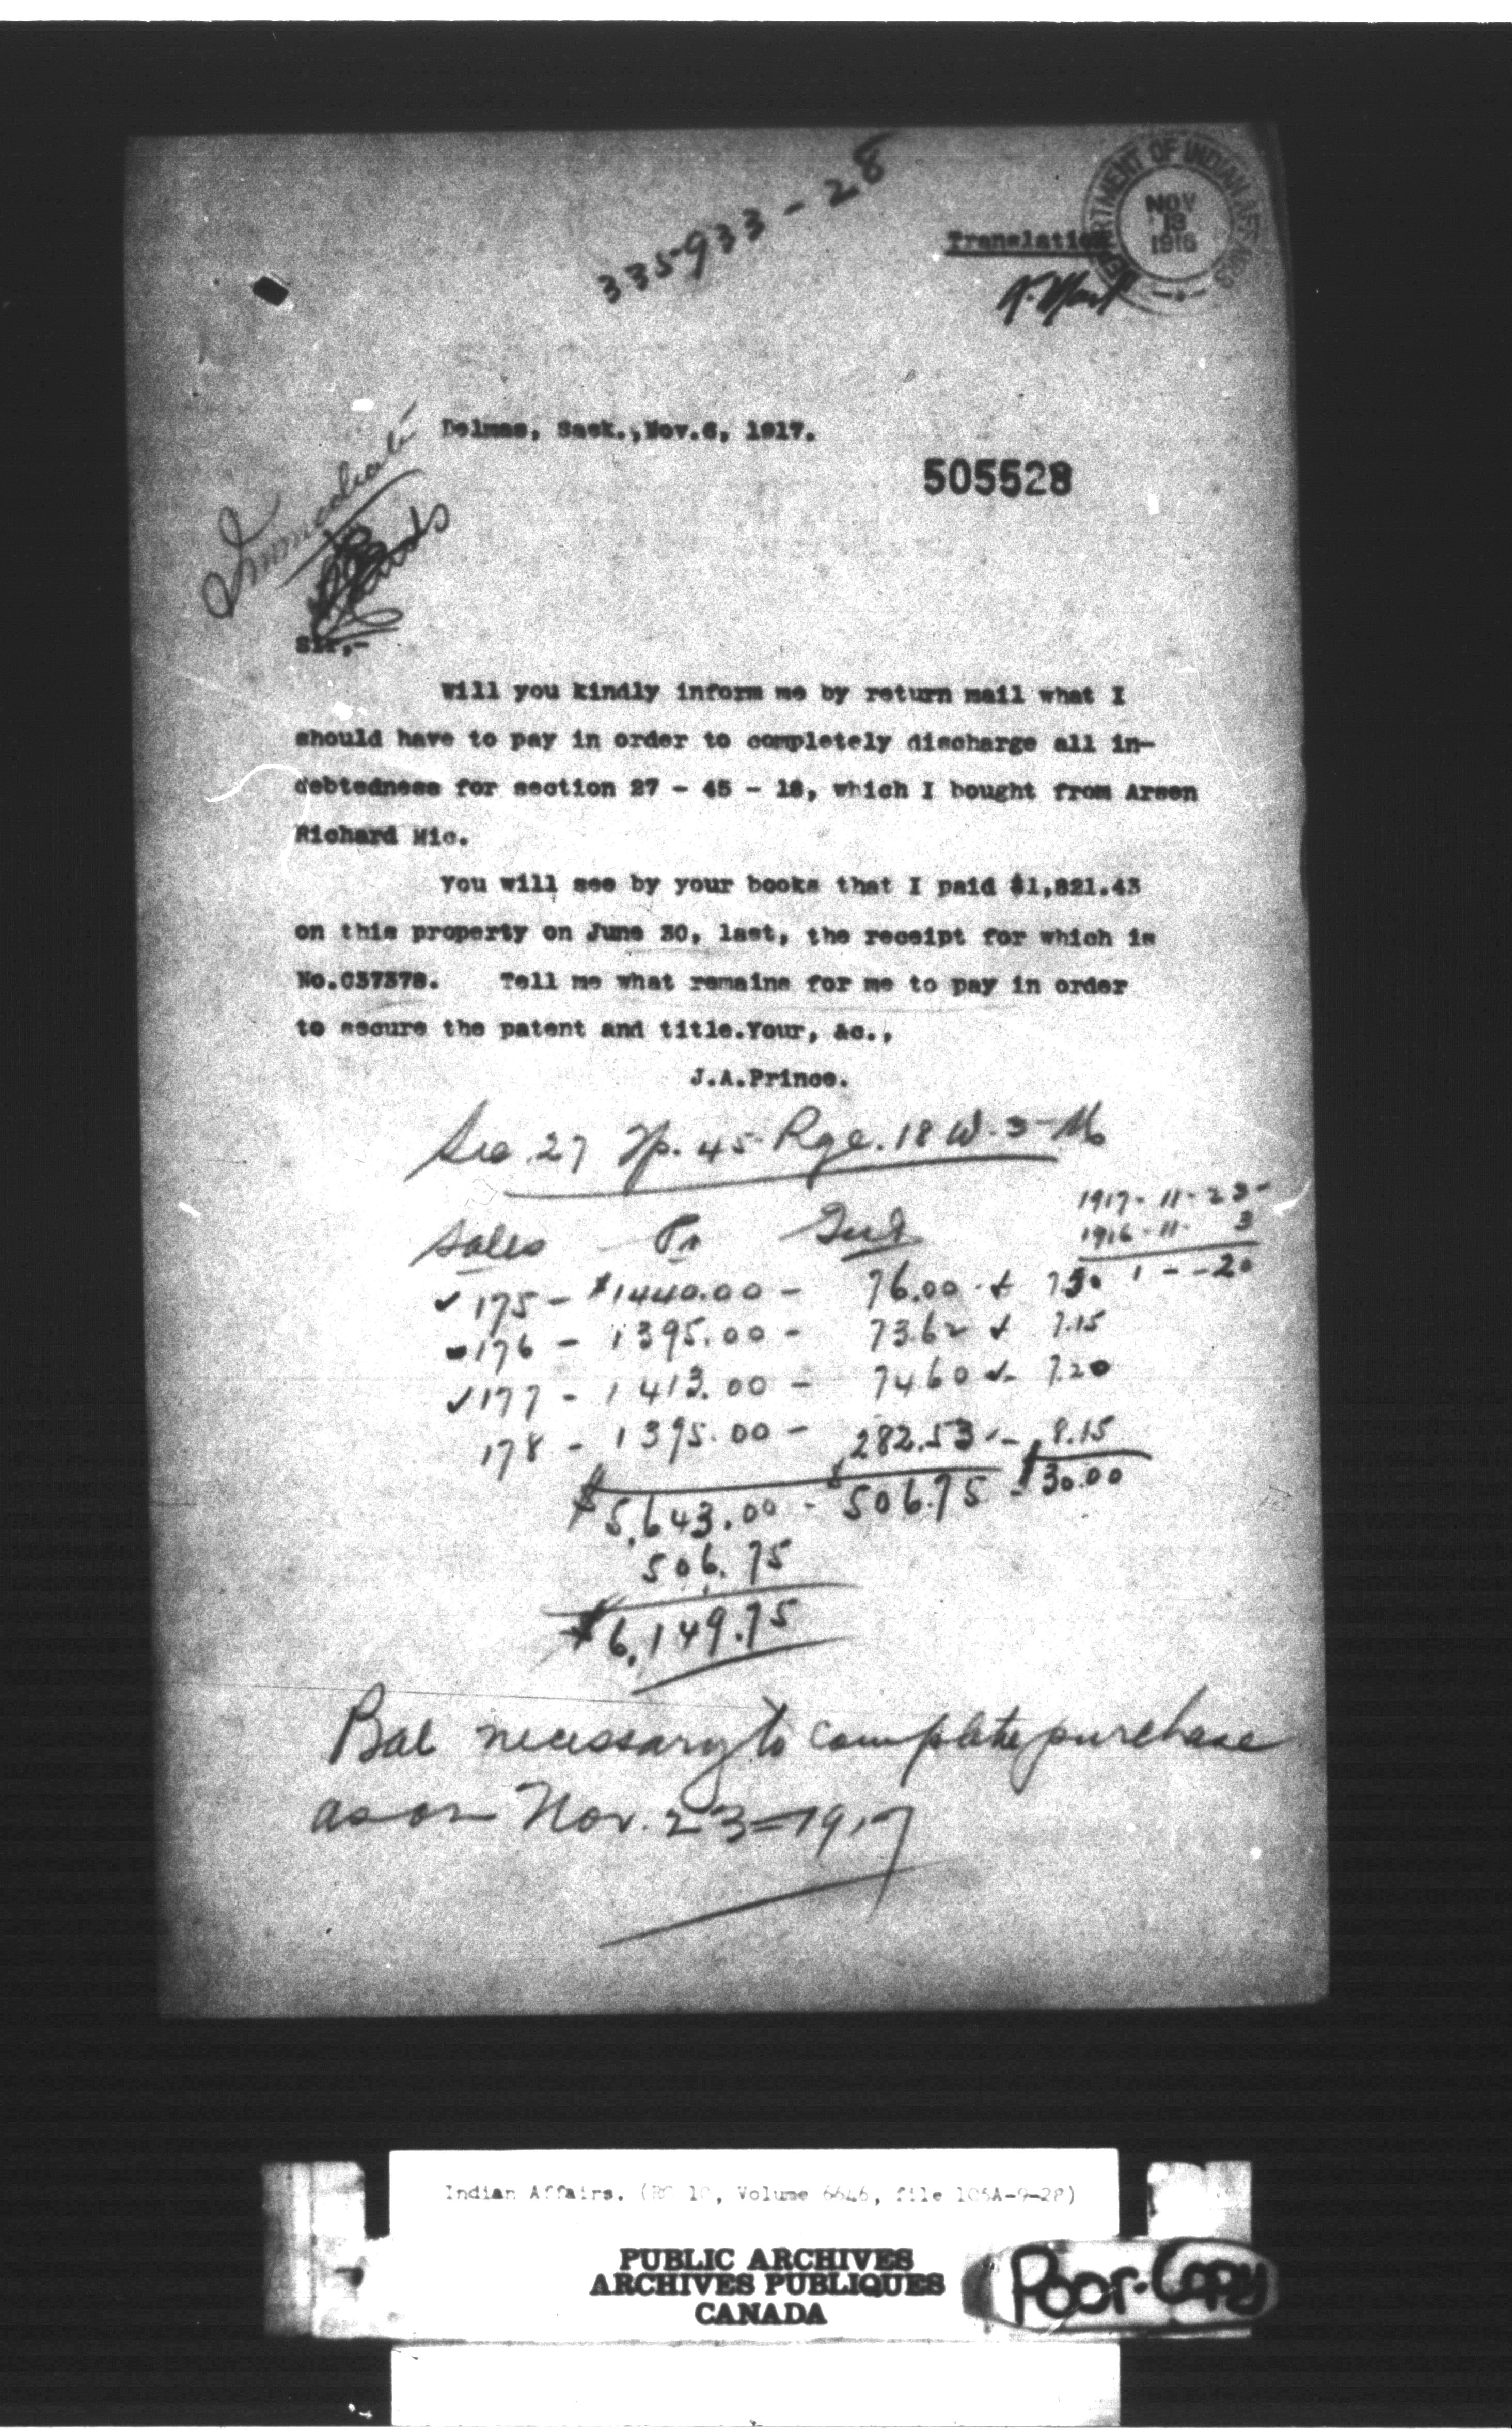 335933-28
DEPARTMENT OF INDIAN AFFAIRS
NOV
13
1916
Translation
Delmas, Sask.,Nov.6, 1917.
505528
Immediate
Sir,-
Will you kindly inform me by return mail what I
should have to pay in order to completely discharge all in-
debtedness for section 27 - 45 - 18, which I bought from Arsen
Richard Mic.
You will see by your books that I paid $1,821.43
on this property on June 30, last, the receipt for which is
No.C37378. Tell me what remains for me to pay in order
to secure the patent and title.Your, &c.,
J.A.Prince.
Sec. 27 Tp. 45 Rge. 18 W. 3 M
1917-11-23
1916-11-3
1 - - 20
Sales Pr Int
✓ 175 - $1440.00 - 76.00 + 7.50
176 - 1395.00 - 73.62 + 7.15
✓ 177 - 1413.00 - 74.60 7.20
178 - 1395.00 - 282.53 - 8.15
$5,643.00 - $506.75 - $30.00
506.75
$6,149.75
Bal necessary to complete purchase
as on Nov. 23-1917
Indian Affairs. (RG 10, Volume 6646, file 105A-9-28)
PUBLIC ARCHIVES
ARCHIVES PUBLIQUES
CANADA
Poor-Copy